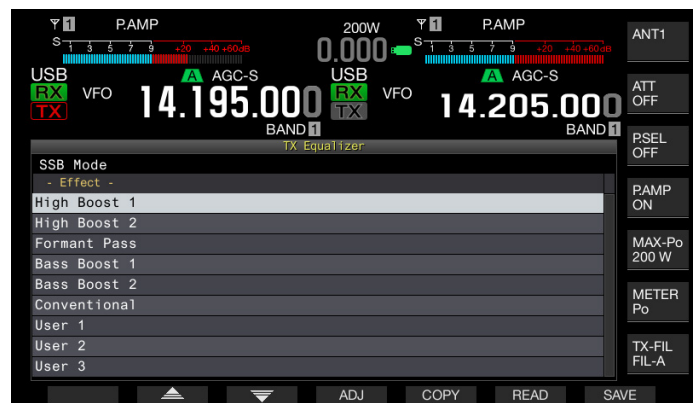 1 P.AMP 200W 1 P.AMP
S 1 3 5 7 9 +20 +40 +60dB 0.000 S 1 3 5 7 9 +20 +40 +60dB
USB A AGC-S USB A AGC-S
RX VFO 14.195.000 RX VFO 14.205.000
TX TX
BAND 1 BAND 1
TX Equalizer
SSB Mode
- Effect -
High Boost 1
High Boost 2
Formant Pass
Bass Boost 1
Bass Boost 2
Conventional
User 1
User 2
User 3
ADJ COPY READ SAVE
ANT1
ATT
OFF
P.SEL
OFF
P.AMP
ON
MAX-Po
200 W
METER
Po
TX-FIL
FIL-A